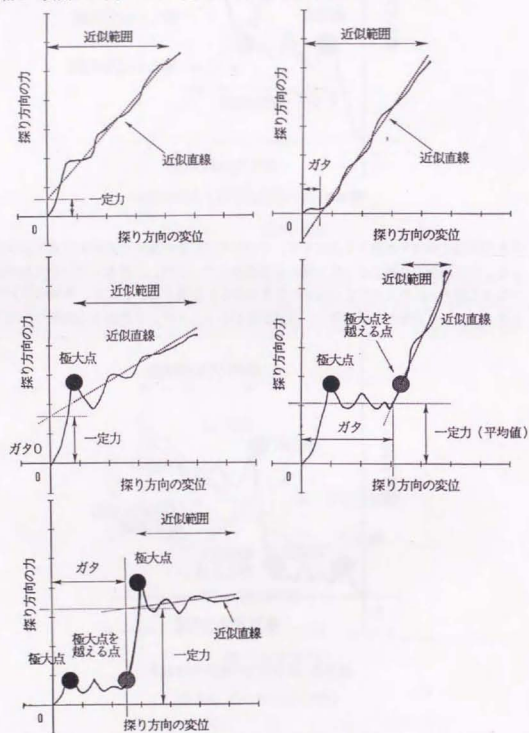 近似範囲
探り方向の力
近似直線
一定力
0
探り方向の変位
近似範囲
探り方向の力
ガタ
近似直線
0
探り方向の変位
近似範囲
近似直線
極大点
探り方向の力
一定力
ガタ0
探り方向の変位
近似範囲
極大点を
越える点
近似直線
極大点
探り方向の力
ガタ
一定力（平均値）
0
探り方向の変位
近似範囲
ガタ
極大点
探り方向の力
極大点を
越える点
極大点
近似直線
一定力
0
探り方向の変位